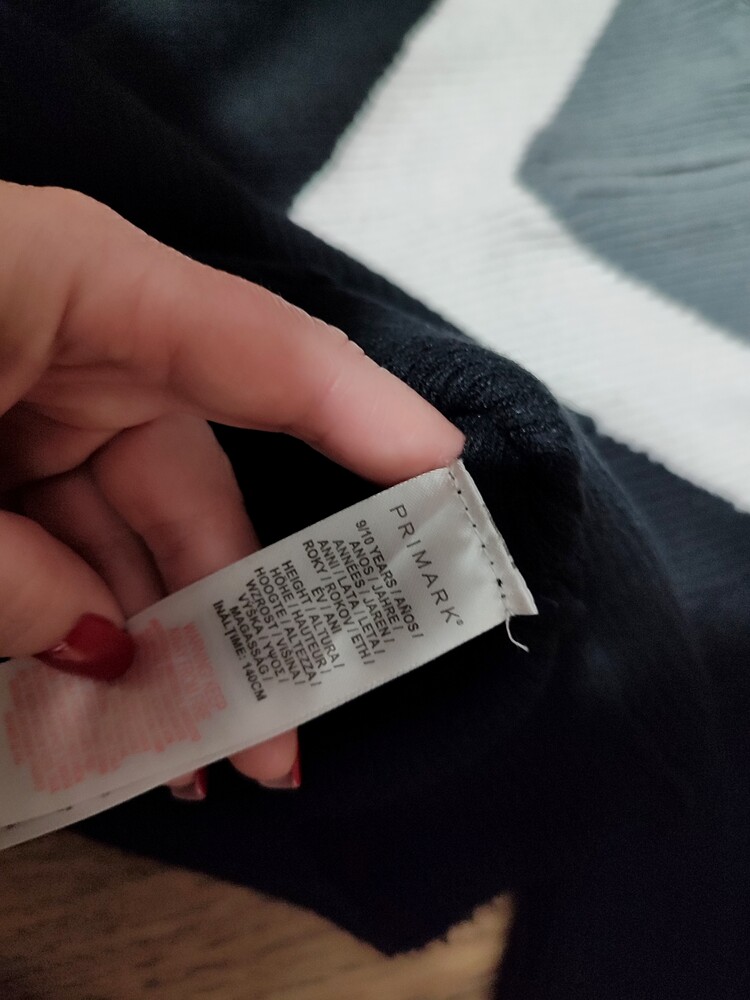 PRIMARK®
9/10 YEARS / AÑOS /
ANOS / JAHRE /
ANNÉES / JAREN /
ANNI / LATA / LETA /
ROKY / ROKOV / ΕΤΗ /
ÉV / ANI
HEIGHT / ALTURA /
HÖHE / HAUTEUR /
HOOGTE / ALTEZZA /
WZROST / VIŠINA /
VÝŠKA / ΥΨΟΣ /
MAGASSÁG /
ÎNĂLȚIME: 140CM